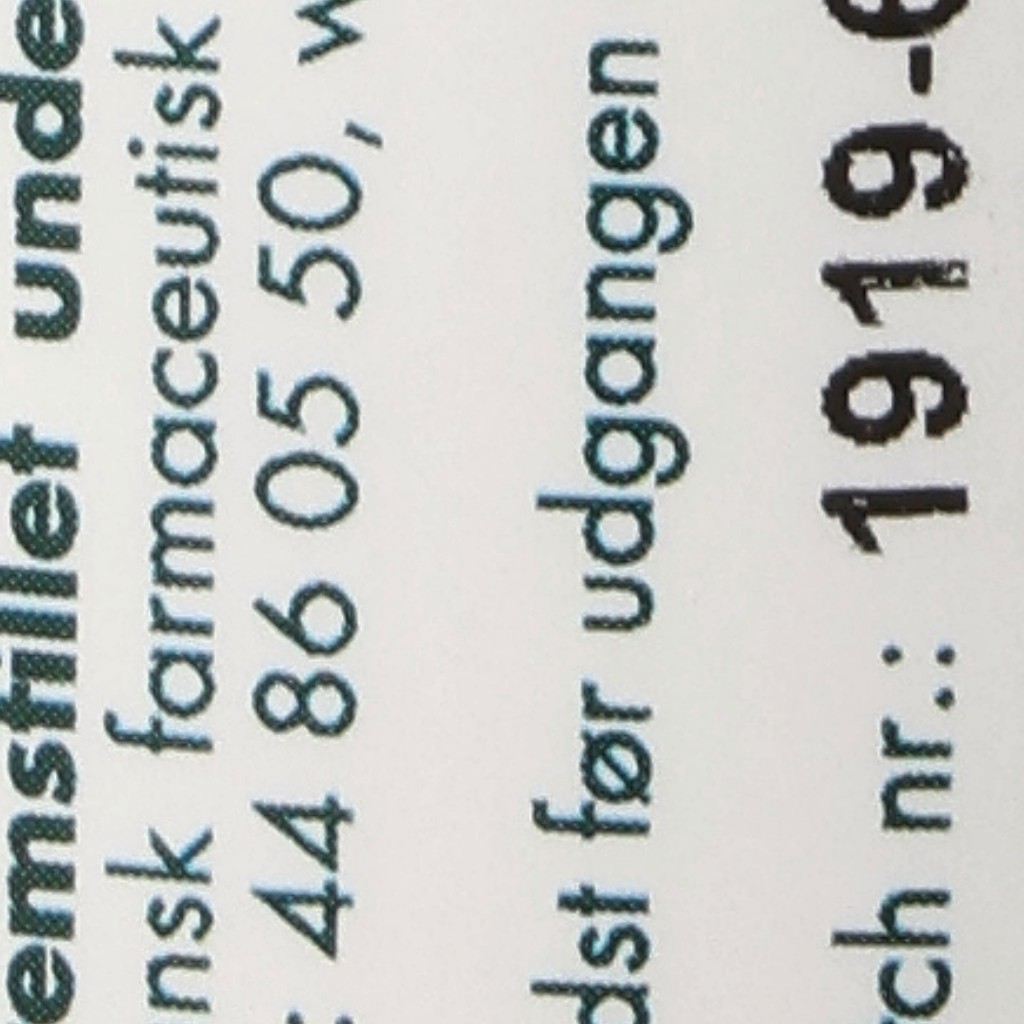 emstillet unde
nsk farmaceutisk
: 44 86 05 50, w
dst før udgangen
ch nr.: 1919-6